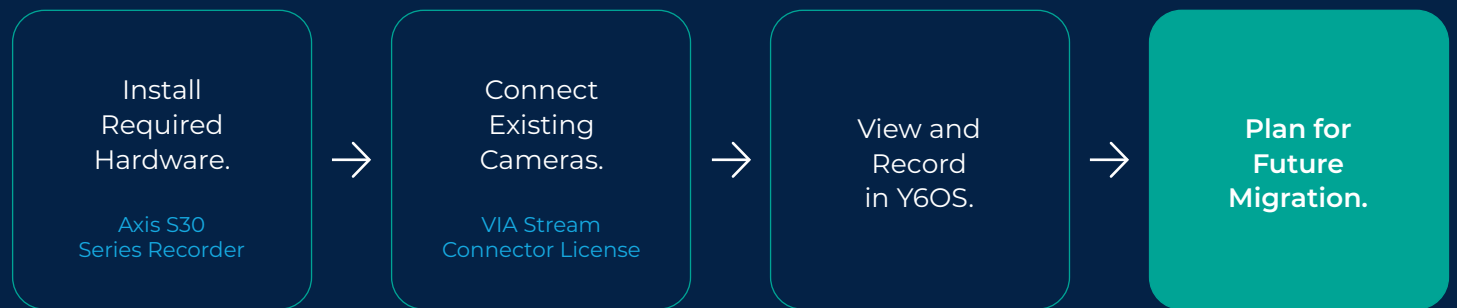 Install
Required
Hardware.
Axis S30
Series Recorder
Connect
Existing
Cameras.
VIA Stream
Connector License
View and
Record
in Y6OS.
Plan for
Future
Migration.